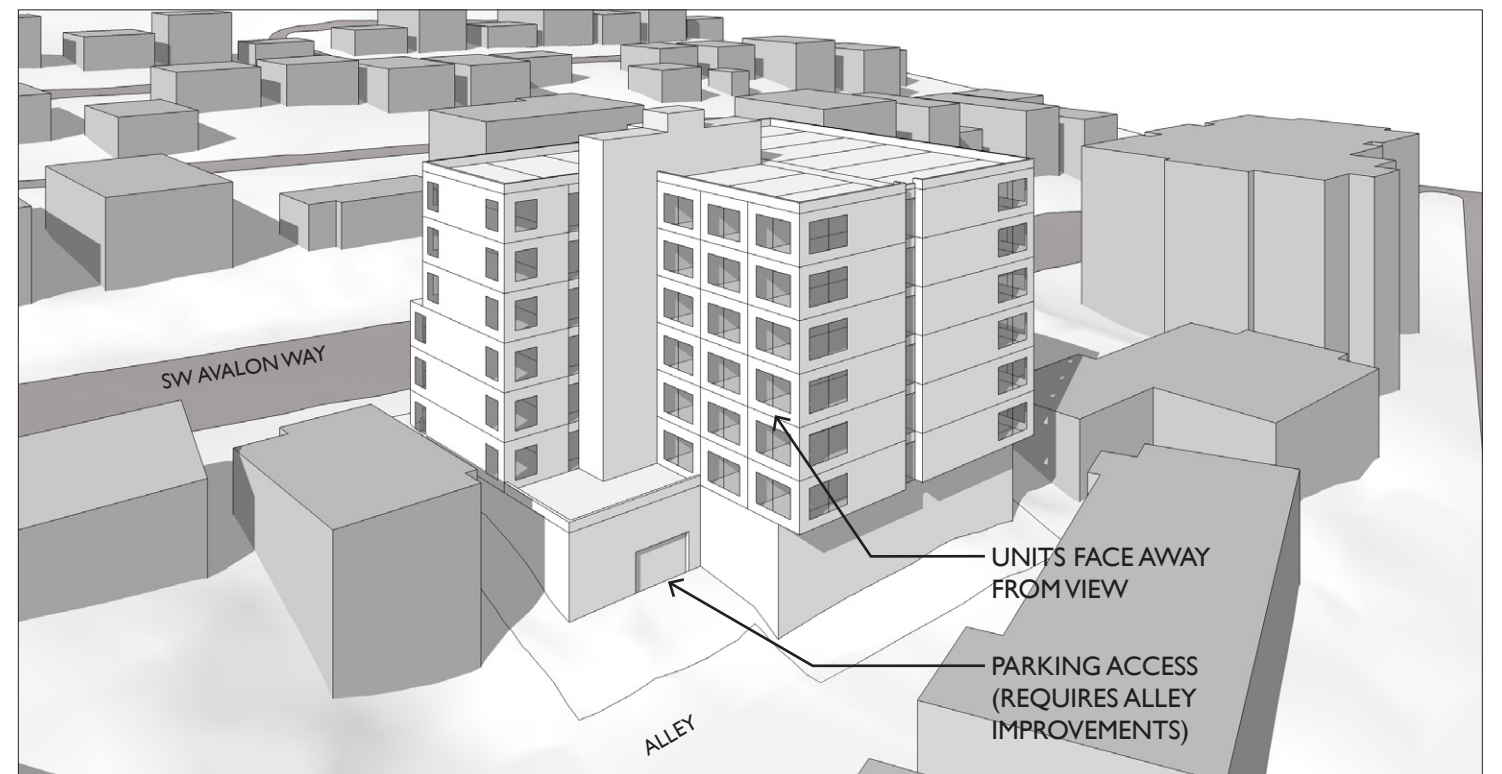 SW AVALON WAY
UNITS FACE AWAY
FROM VIEW
PARKING ACCESS
(REQUIRES ALLEY
IMPROVEMENTS)
ALLEY